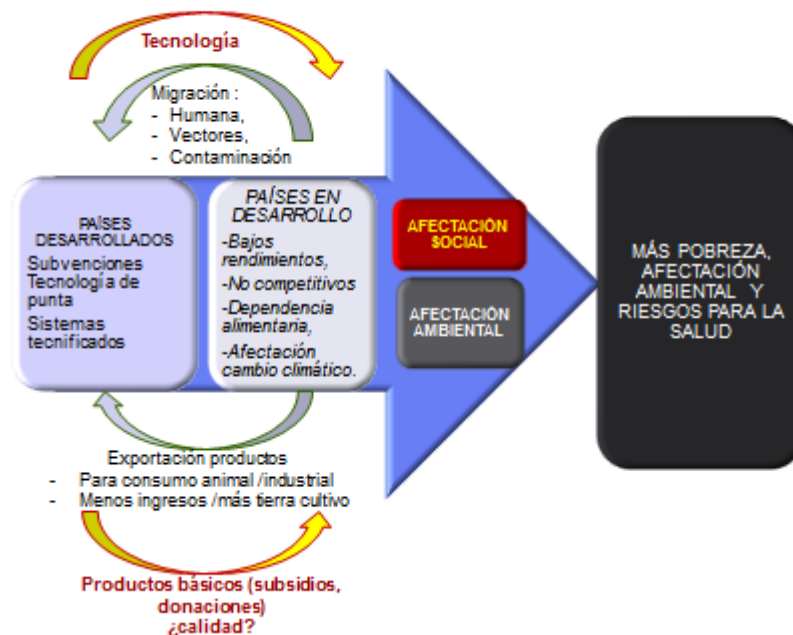 Tecnología
Migración :
- Humana,
- Vectores,
- Contaminación
PAÍSES
DESARROLLADOS
Subvenciones
Tecnología de
punta
Sistemas
tecnificados
PAÍSES EN
DESARROLLO
-Bajos
rendimientos,
-No competitivos
-Dependencia
alimentaria,
-Afectación
cambio climático.
AFECTACIÓN
SOCIAL
AFECTACIÓN
AMBIENTAL
MÁS POBREZA,
AFECTACIÓN
AMBIENTAL Y
RIESGOS PARA LA
SALUD
Exportación productos
- Para consumo animal /industrial
- Menos ingresos /más tierra cultivo
Productos básicos (subsidios,
donaciones)
¿calidad?